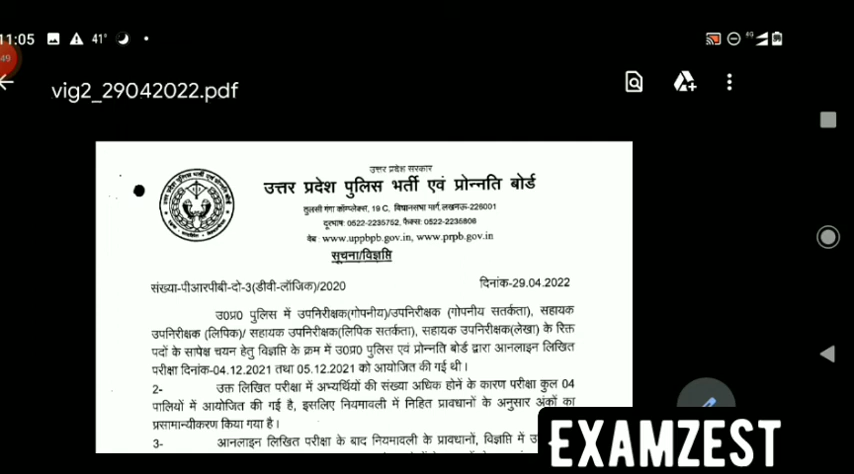 11:05
41°
4G
49
vig2_29042022.pdf
उत्तर प्रदेश सरकार
उत्तर प्रदेश पुलिस भर्ती एवं प्रोन्नति बोर्ड
तुलसी गंगा कॉम्प्लेक्स, 19 C, विधानसभा मार्ग, लखनऊ-226001
दूरभाष: 0522-2235752, फैक्स: 0522-2235806
वेब: www.uppbpb.gov.in, www.prpb.gov.in
सूचना/विज्ञप्ति
संख्या-पीआरपीबी-दो-3(डीवी-लॉजिक)/2020 दिनांक-29.04.2022
उ0प्र0 पुलिस में उपनिरीक्षक(गोपनीय)/उपनिरीक्षक (गोपनीय सतर्कता), सहायक
उपनिरीक्षक (लिपिक)/ सहायक उपनिरीक्षक(लिपिक सतर्कता), सहायक उपनिरीक्षक(लेखा) के रिक्त
पदों के सापेक्ष चयन हेतु विज्ञप्ति के क्रम में उ0प्र0 पुलिस एवं प्रोन्नति बोर्ड द्वारा आनलाइन लिखित
परीक्षा दिनांक-04.12.2021 तथा 05.12.2021 को आयोजित की गई थी।
2- उक्त लिखित परीक्षा में अभ्यर्थियों की संख्या अधिक होने के कारण परीक्षा कुल 04
पालियों में आयोजित की गई है, इसलिए नियमावली में निहित प्रावधानों के अनुसार अंकों का
प्रसामान्यीकरण किया गया है।
3- आनलाइन लिखित परीक्षा के बाद नियमावली के प्रावधानों, विज्ञप्ति में
EXAMZEST